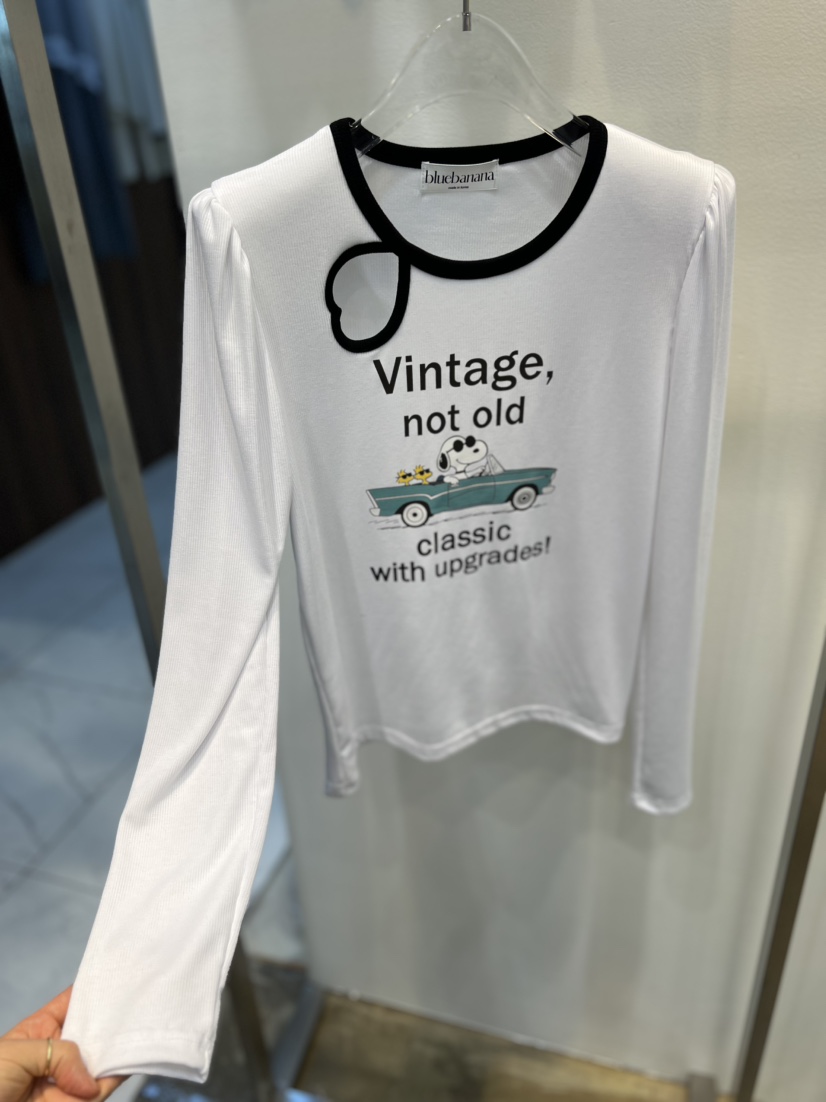 bluebanana
Vintage,
not old
classic
with upgrades!